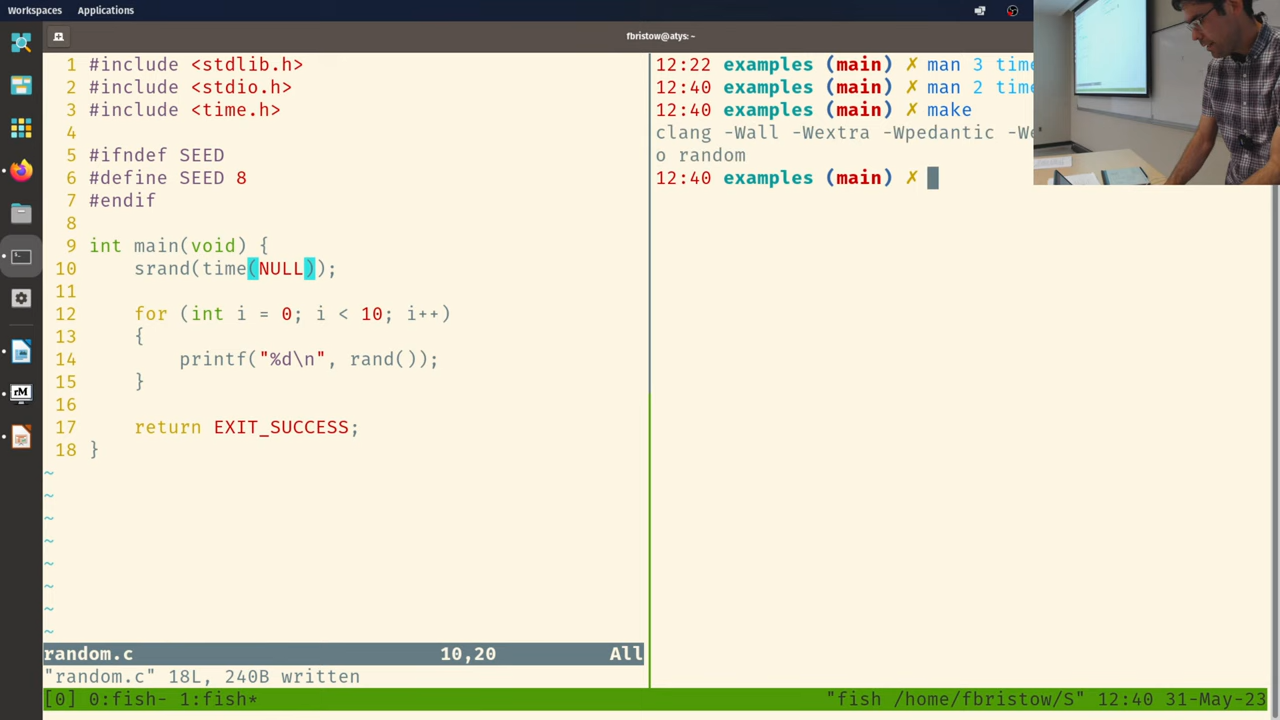 Workspaces Applications
fbristow@atys: ~
1 #include <stdlib.h>
2 #include <stdio.h>
3 #include <time.h>
4
5 #ifndef SEED
6 #define SEED 8
7 #endif
8
9 int main(void) {
10 srand(time(NULL));
11
12 for (int i = 0; i < 10; i++)
13 {
14 printf("%d\n", rand());
15 }
16
17 return EXIT_SUCCESS;
18 }
~
~
~
~
~
~
~
~
random.c 10,20 All
"random.c" 18L, 240B written
12:22 examples (main) ✗ man 3 time
12:40 examples (main) ✗ man 2 time
12:40 examples (main) ✗ make
clang -Wall -Wextra -Wpedantic -We
o random
12:40 examples (main) ✗
[0] 0:fish- 1:fish* "fish /home/fbristow/S" 12:40 31-May-23
rM